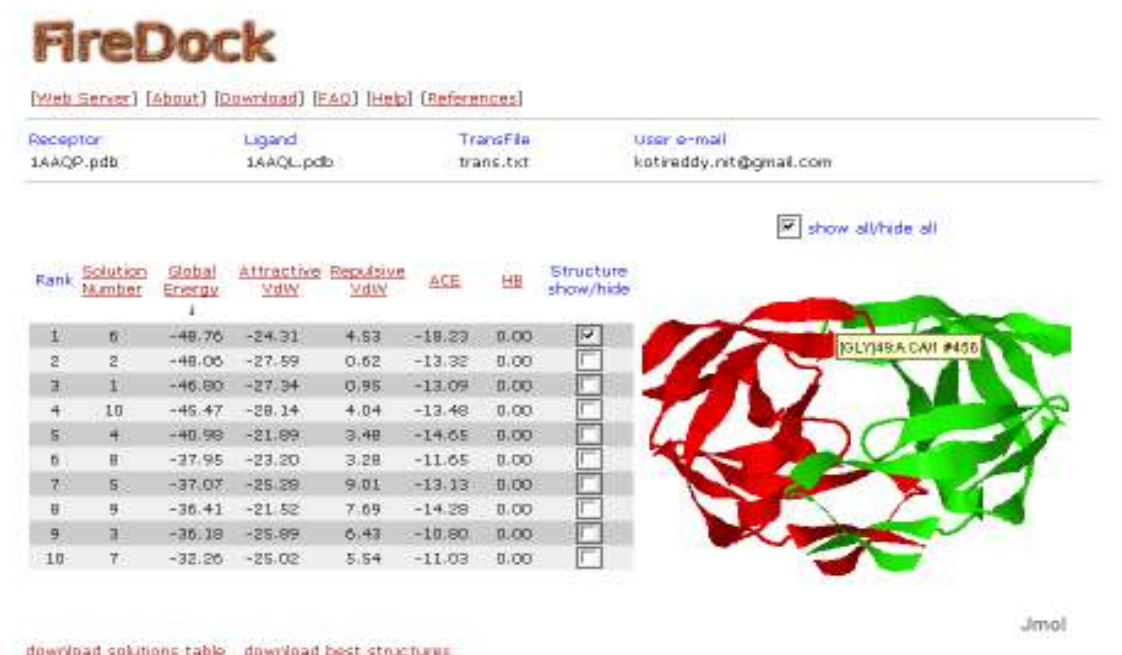 FireDock
[Web Server] [About] [Download] [FAQ] [Help] [References]
Receptor Ligand TransFile User e-mail
1AAQP.pdb 1AAQL.pdb trans.txt kotireddy.nit@gmail.com
show all/hide all
Rank Solution Number Global Energy ↓ Attractive VdW Repulsive VdW ACE HB Structure show/hide
1 6 -48.76 -24.31 4.53 -18.23 0.00
2 2 -48.06 -27.59 0.62 -13.32 0.00
3 1 -46.80 -27.34 0.95 -13.09 0.00
4 10 -45.47 -28.14 4.04 -13.48 0.00
5 4 -40.98 -21.89 3.48 -14.65 0.00
6 8 -37.95 -23.20 3.28 -11.65 0.00
7 5 -37.07 -25.28 9.01 -13.13 0.00
8 9 -36.41 -21.52 7.69 -14.28 0.00
9 3 -36.18 -25.89 6.43 -10.80 0.00
10 7 -32.26 -25.02 5.54 -11.03 0.00
[GLY]49:A.CA/1 #456
Jmol
download solutions table download best structures